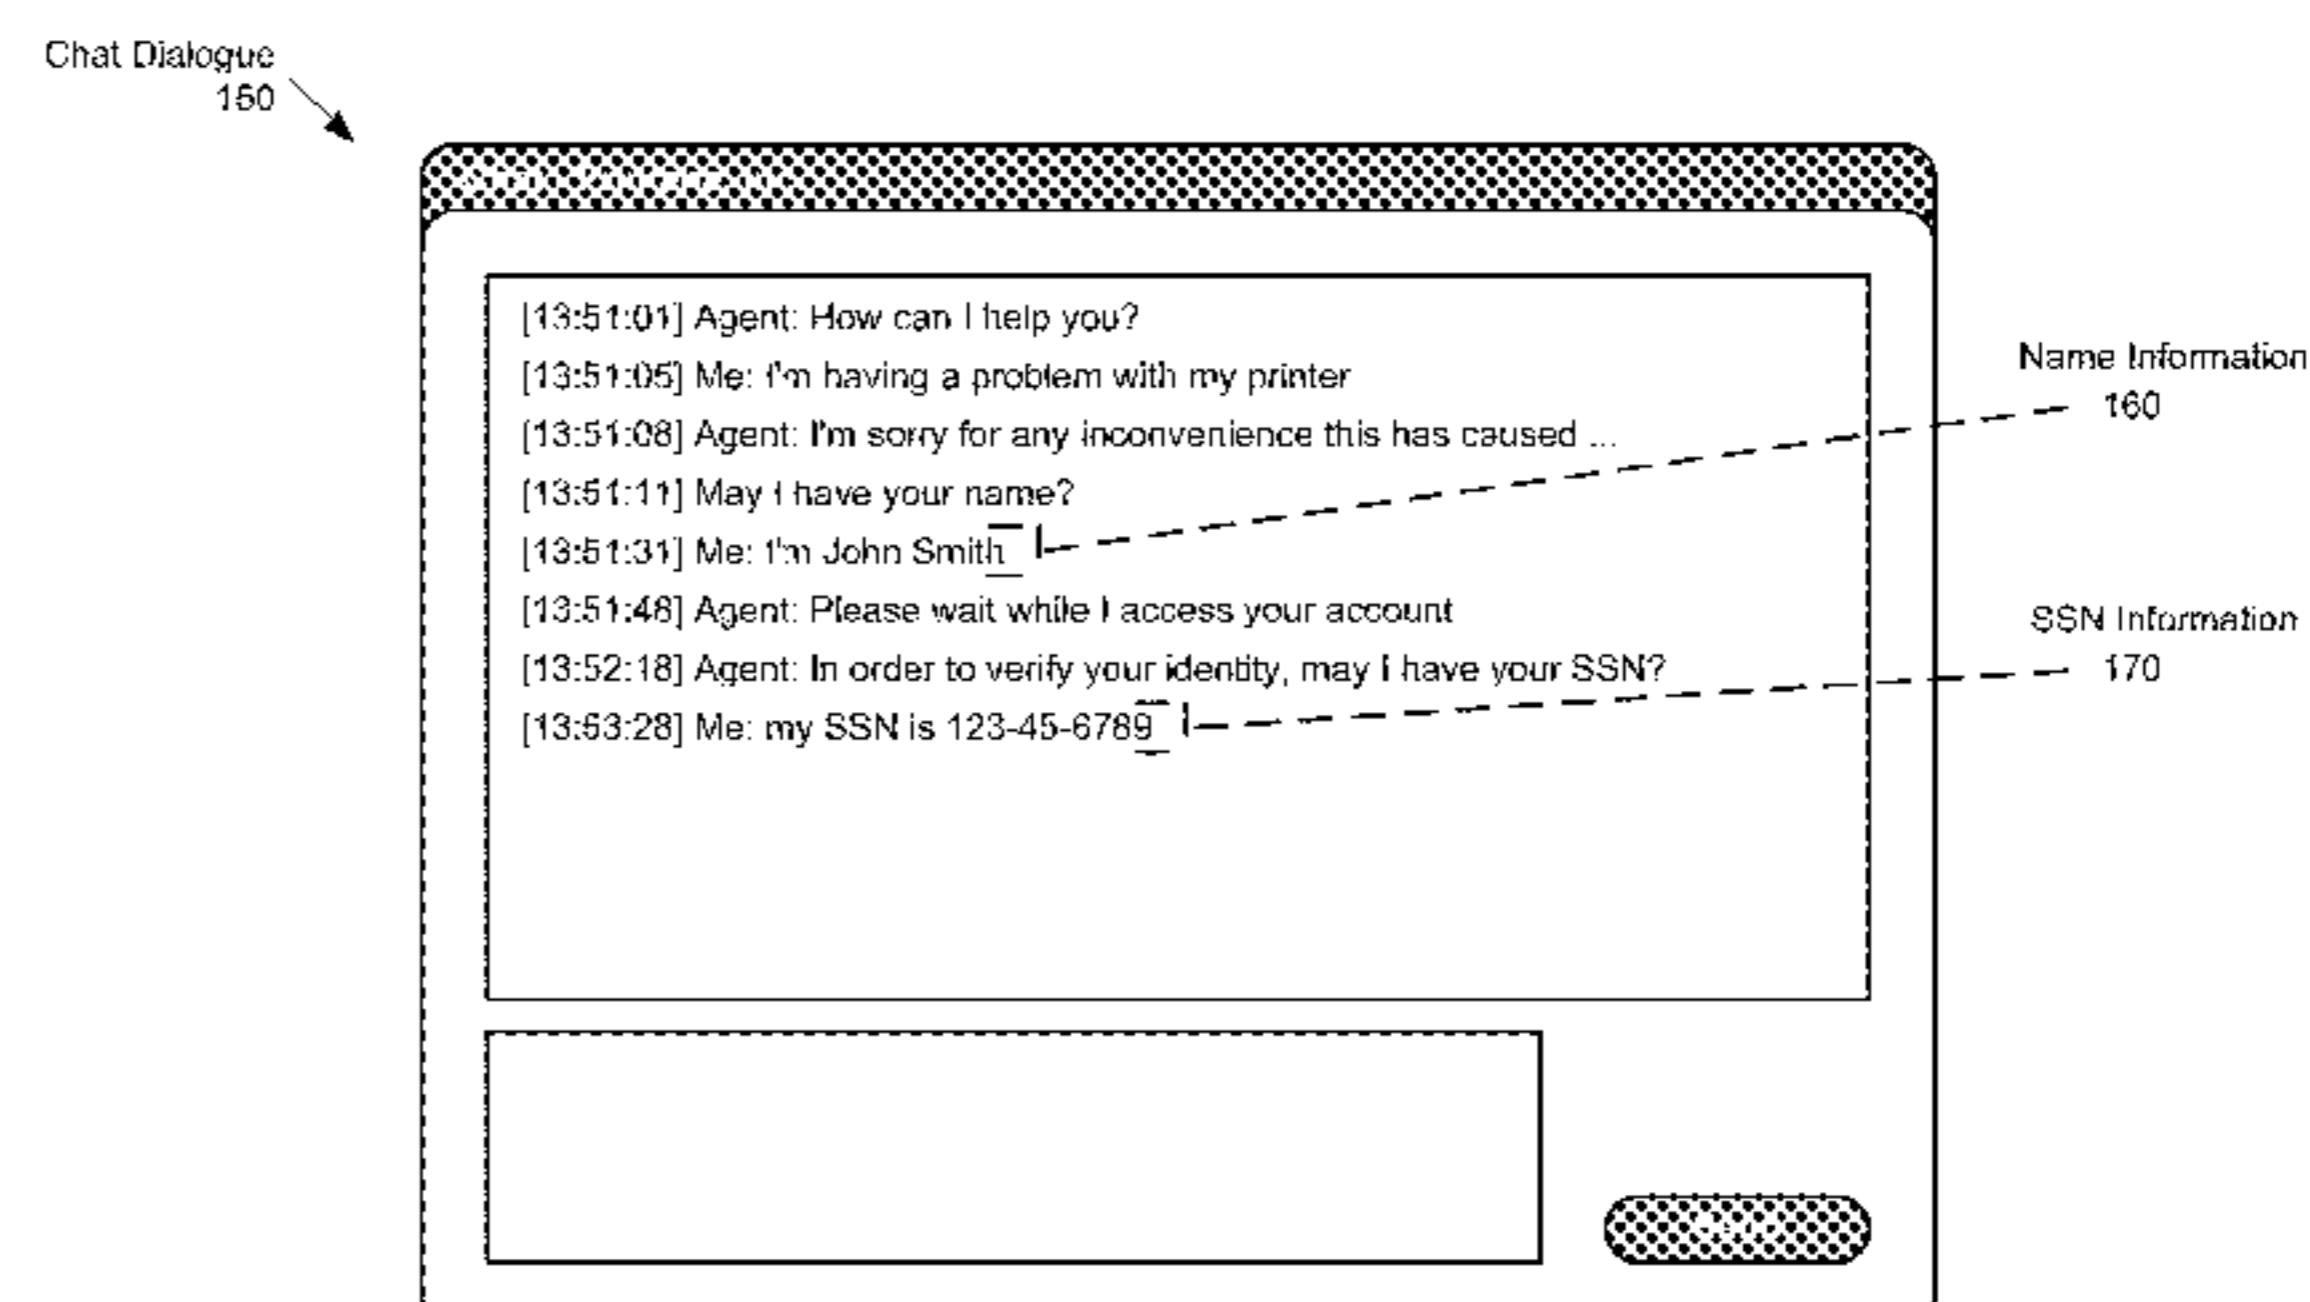 Chat Dialogue
150
[13:51:01] Agent: How can I help you?
[13:51:05] Me: I'm having a problem with my printer
[13:51:08] Agent: I'm sorry for any inconvenience this has caused ...
[13:51:11] May I have your name?
[13:51:31] Me: I'm John Smith
[13:51:48] Agent: Please wait while I access your account
[13:52:18] Agent: In order to verify your identity, may I have your SSN?
[13:53:28] Me: my SSN is 123-45-6789
Name Information
160
SSN Information
170